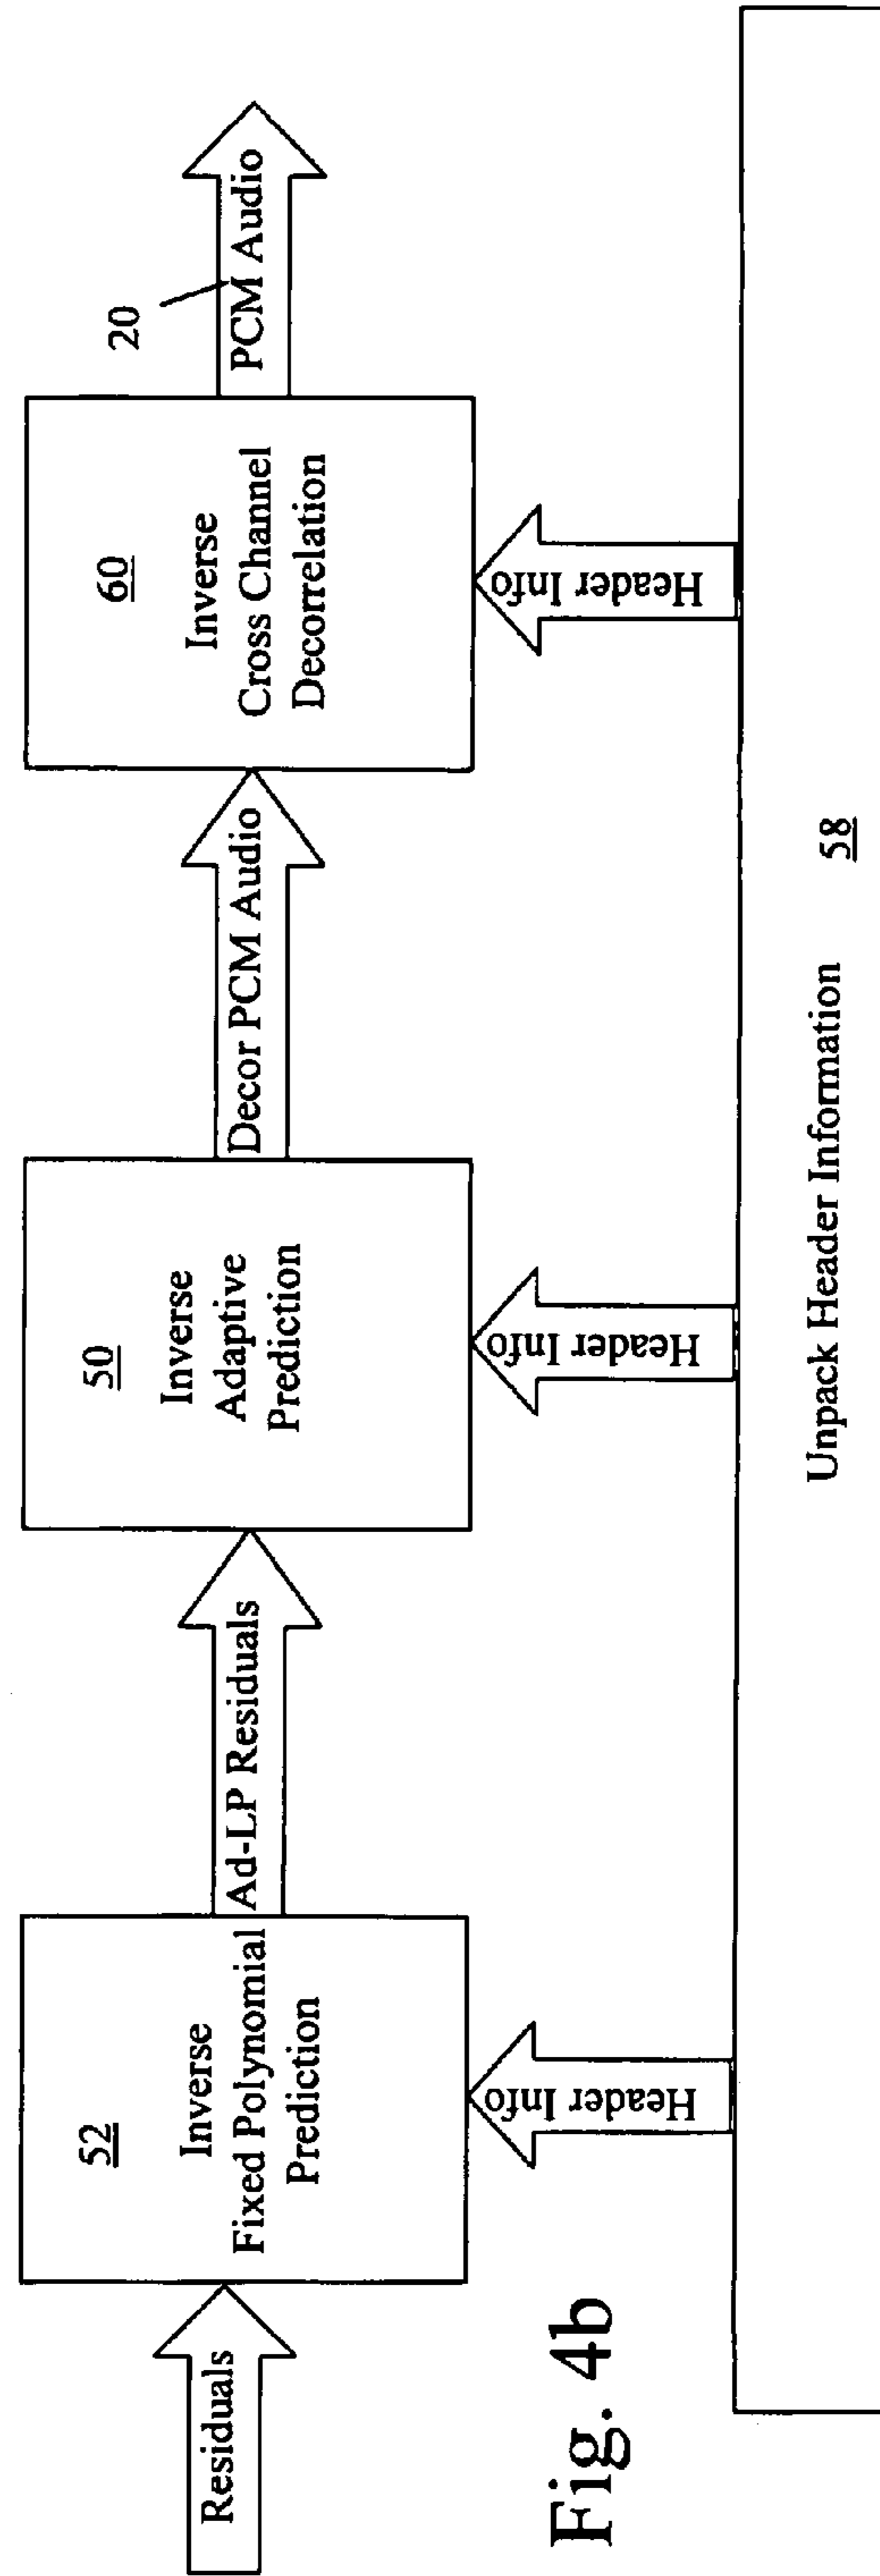 Residuals
52
Inverse
Fixed Polynomial
Prediction
Ad-LP Residuals
50
Inverse
Adaptive
Prediction
Decor PCM Audio
60
Inverse
Cross Channel
Decorrelation
20
PCM Audio
Header Info
Header Info
Header Info
Unpack Header Information
58
Fig. 4b